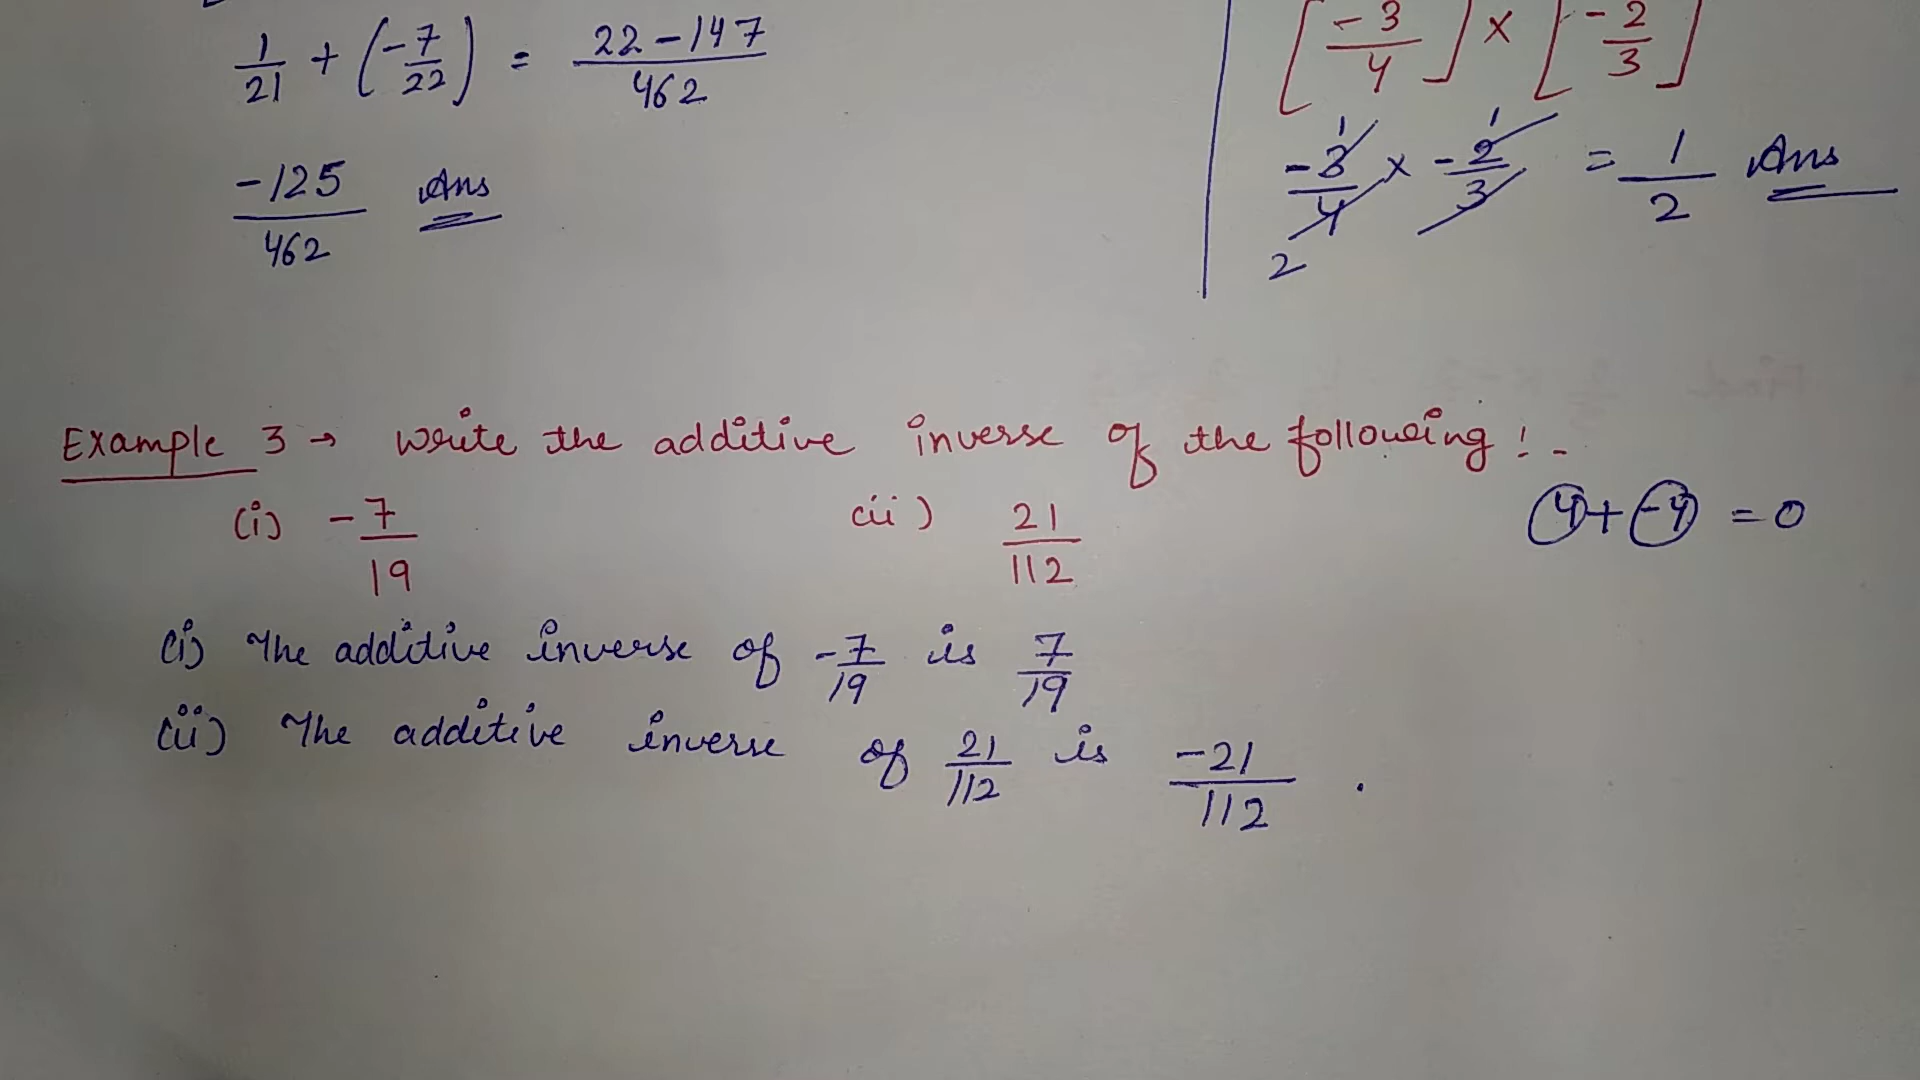 1/21 + (-7/22) = 22-147/462
-125/462 Ans
[-3/4] x [-2/3]
1 1
-3/4 x -2/3 = 1/2 Ans
2
Example 3 → Write the additive inverse of the following:-
(i) -7/19 (ii) 21/112 4+(-4) = 0
(i) The additive inverse of -7/19 is 7/19
(ii) The additive inverse of 21/112 is -21/112 .